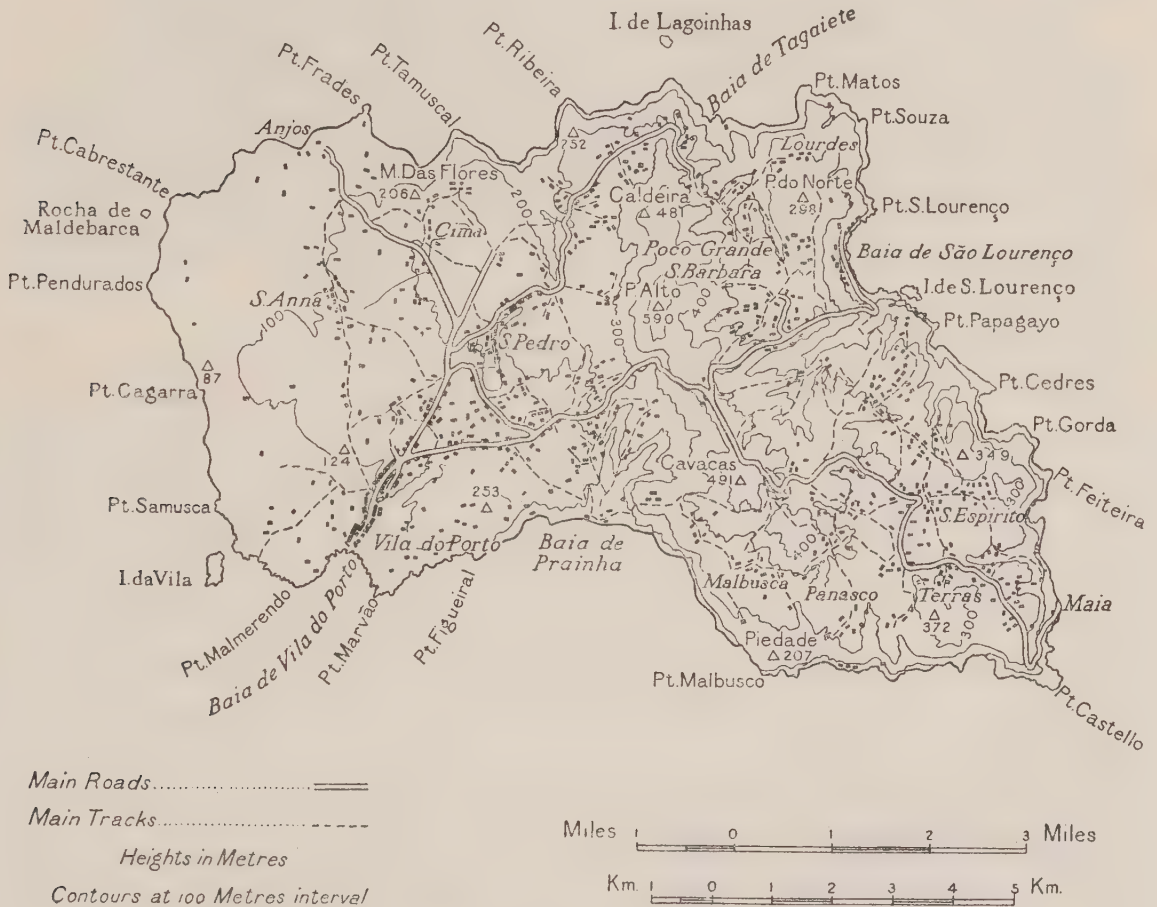 I. de Lagoinhas
Pt. Ribeira
Baia de Tagaiete
Pt. Tamuscal
Pt. Frades
Pt. Matos
Pt. Souza
Anjos
Pt. Cabrestante
252
Lourdes
M. Das Flores
206
200
Caldeira
481
P. do Norte
298
Rocha de
Maldebarca
Cima
Pt. S. Lourenço
Poco Grande
Baia de São Lourenço
S. Barbara
Pt. Pendurados
S. Anna
I. de S. Lourenço
P. Alto
590
400
100
300
Pt. Papagayo
S. Pedro
87
Pt. Cagarra
Pt. Cedres
Pt. Gorda
124
349
Cavacas
491
253
300
Pt. Feiteira
Pt. Samusca
S. Espirito
Vila do Porto
Baia de
Prainha
400
I. da Vila
Malbusca
Panasco
Terras
372
300
Maia
Pt. Malmerendo
Baia de Vila do Porto
Pt. Marvão
Pt. Figueiral
Piedade
207
Pt. Malbusco
Pt. Castello
Main Roads
Main Tracks
Heights in Metres
Contours at 100 Metres interval
Miles 1 0 1 2 3 Miles
Km. 1 0 1 2 3 4 5 Km.